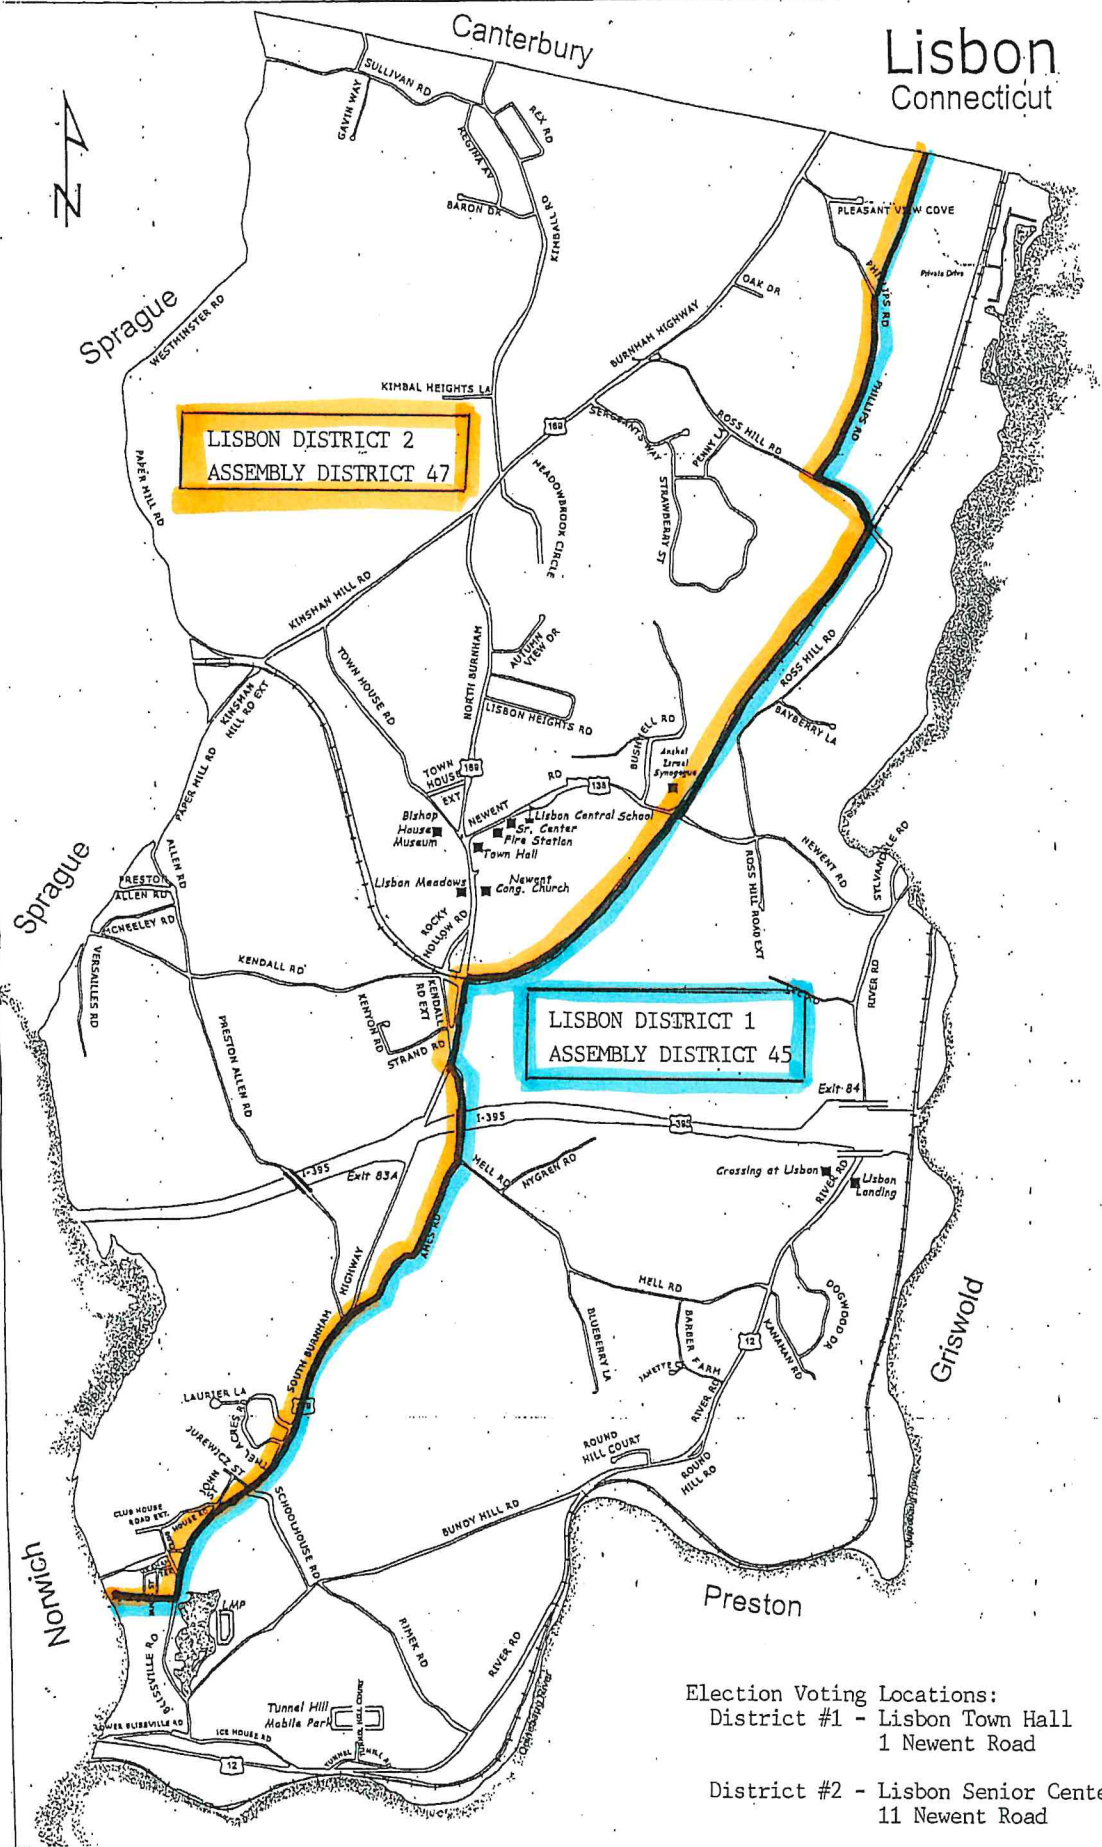 Canterbury
Lisbon
Connecticut
SULLIVAN RD
GAVIN WAY
REX RD
REGINA AV
BARON DR
KIMBALL RD
PLEASANT VIEW COVE
Private Drive
PHILLIPS RD
OAK DR
Sprague
WESTMINSTER RD
BURNHAM HIGHWAY
KIMBAL HEIGHTS LA
PHILLIPS RD
SERGEANTS WAY
ROSS HILL RD
PENNY LA
169
LISBON DISTRICT 2
ASSEMBLY DISTRICT 47
PAPER MILL RD
MEADOWBROOK CIRCLE
STRAWBERRY ST
KINSMAN HILL RD
TOWN HOUSE RD
NORTH BURNHAM
AUTUMN
VIEW DR
ROSS HILL RD
KINSMAN
HILL RD EXT
LISBON HEIGHTS RD
BAYBERRY LA
BUSHNELL RD
PAPER MILL RD
TOWN
HOUSE
EXT
169
Anshei
Israel
Synagogue
NEWENT
RD
138
Bishop
House
Museum
Lisbon Central School
Sr. Center
Fire Station
Town Hall
NEWENT RD
SYLVANDALE RD
Sprague
ALLEN RD
PRESTON
ALLEN RD
Lisbon Meadows
Newent
Cong. Church
ROSS HILL ROAD EXT
MCNEELEY RD
ROCKY
HOLLOW RD
VERSAILLES RD
KENDALL RD
KENDALL
RD EXT
RIVER RD
KENYON RD
STRAND RD
PRESTON ALLEN RD
LISBON DISTRICT 1
ASSEMBLY DISTRICT 45
Exit 84
I-395
I-395
I-395
Exit 83A
MELL RD
NYGREN RD
Crossing at Lisbon
RIVER RD
Lisbon
Landing
AMES RD
HIGHWAY
SOUTH BURNHAM
MELL RD
DOGWOOD DR
BLUEBERRY LA
BARBER FARM
JANETTE CI
12
KANAHAN RD
RIVER RD
Griswold
LAURIER LA
JUREWICZ ST
JOHN
ST
ROUND
HILL COURT
ROUND
HILL RD
CLUB HOUSE
ROAD EXT.
SCHOOLHOUSE RD
BUNDY HILL RD
Norwich
Preston
LMP
RIMEK RD
RIVER RD
BLISSVILLE RD
Tunnel Hill
Mobile Park
ICE HOUSE RD
12
TUNNEL HILL RD
Election Voting Locations:
District #1 - Lisbon Town Hall
1 Newent Road
District #2 - Lisbon Senior Cente
11 Newent Road